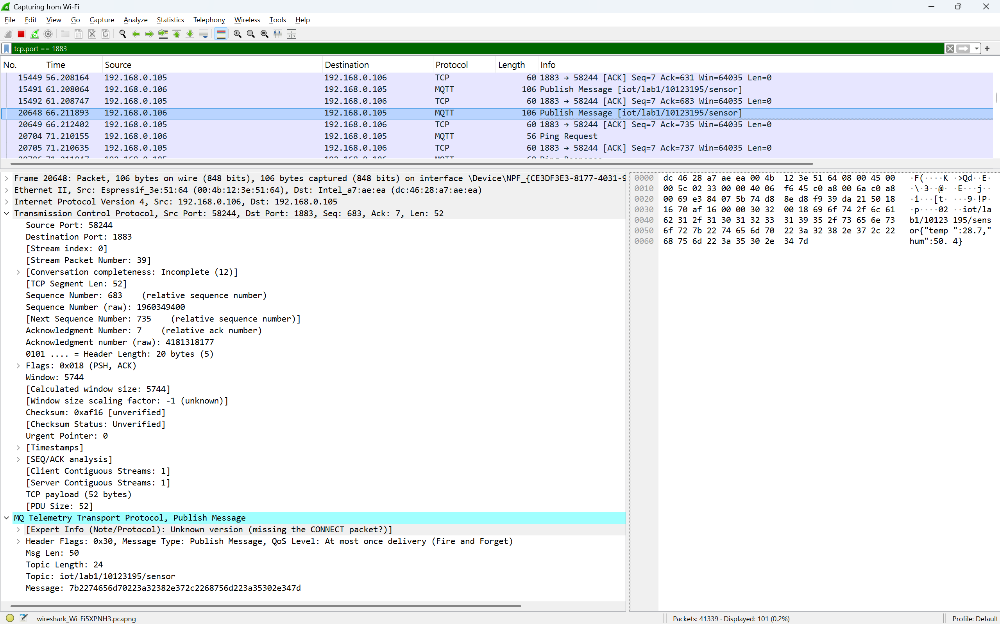 Capturing from Wi-Fi
File Edit View Go Capture Analyze Statistics Telephony Wireless Tools Help
tcp.port == 1883
No. Time Source Destination Protocol Length Info
15449 56.208164 192.168.0.105 192.168.0.106 TCP 60 1883 → 58244 [ACK] Seq=7 Ack=631 Win=64035 Len=0
15491 61.208064 192.168.0.106 192.168.0.105 MQTT 106 Publish Message [iot/lab1/10123195/sensor]
15492 61.208747 192.168.0.105 192.168.0.106 TCP 60 1883 → 58244 [ACK] Seq=7 Ack=683 Win=64035 Len=0
20648 66.211893 192.168.0.106 192.168.0.105 MQTT 106 Publish Message [iot/lab1/10123195/sensor]
20649 66.212402 192.168.0.105 192.168.0.106 TCP 60 1883 → 58244 [ACK] Seq=7 Ack=735 Win=64035 Len=0
20704 71.210155 192.168.0.106 192.168.0.105 MQTT 56 Ping Request
20705 71.210635 192.168.0.105 192.168.0.106 TCP 60 1883 → 58244 [ACK] Seq=7 Ack=737 Win=64035 Len=0
Frame 20648: Packet, 106 bytes on wire (848 bits), 106 bytes captured (848 bits) on interface \Device\NPF_{CE3DF3E3-8177-4031-9
Ethernet II, Src: Espressif_3e:51:64 (00:4b:12:3e:51:64), Dst: Intel_a7:ae:ea (dc:46:28:a7:ae:ea)
Internet Protocol Version 4, Src: 192.168.0.106, Dst: 192.168.0.105
Transmission Control Protocol, Src Port: 58244, Dst Port: 1883, Seq: 683, Ack: 7, Len: 52
Source Port: 58244
Destination Port: 1883
[Stream index: 0]
[Stream Packet Number: 39]
[Conversation completeness: Incomplete (12)]
[TCP Segment Len: 52]
Sequence Number: 683 (relative sequence number)
Sequence Number (raw): 1960349400
[Next Sequence Number: 735 (relative sequence number)]
Acknowledgment Number: 7 (relative ack number)
Acknowledgment number (raw): 4181318177
0101 .... = Header Length: 20 bytes (5)
Flags: 0x018 (PSH, ACK)
Window: 5744
[Calculated window size: 5744]
[Window size scaling factor: -1 (unknown)]
Checksum: 0xaf16 [unverified]
[Checksum Status: Unverified]
Urgent Pointer: 0
[Timestamps]
[SEQ/ACK analysis]
[Client Contiguous Streams: 1]
[Server Contiguous Streams: 1]
TCP payload (52 bytes)
[PDU Size: 52]
MQ Telemetry Transport Protocol, Publish Message
[Expert Info (Note/Protocol): Unknown version (missing the CONNECT packet?)]
Header Flags: 0x30, Message Type: Publish Message, QoS Level: At most once delivery (Fire and Forget)
Msg Len: 50
Topic Length: 24
Topic: iot/lab1/10123195/sensor
Message: 7b2274656d70223a32382e372c2268756d223a35302e347d
0000 dc 46 28 a7 ae ea 00 4b 12 3e 51 64 08 00 45 00 ·F(····K ·>Qd··E·
0010 00 5c 02 33 00 00 40 06 f6 45 c0 a8 00 6a c0 a8 ·\·3··@· ·E···j··
0020 00 69 e3 84 07 5b 74 d8 8e d8 f9 39 da 21 50 18 ·i···[t· ···9·!P·
0030 16 70 af 16 00 00 30 32 00 18 69 6f 74 2f 6c 61 ·p····02 ··iot/la
0040 62 31 2f 31 30 31 32 33 31 39 35 2f 73 65 6e 73 b1/10123 195/sens
0050 6f 72 7b 22 74 65 6d 70 22 3a 32 38 2e 37 2c 22 or{"temp ":28.7,"
0060 68 75 6d 22 3a 35 30 2e 34 7d hum":50. 4}
wireshark_Wi-Fi5XPNH3.pcapng Packets: 41339 · Displayed: 101 (0.2%) Profile: Default